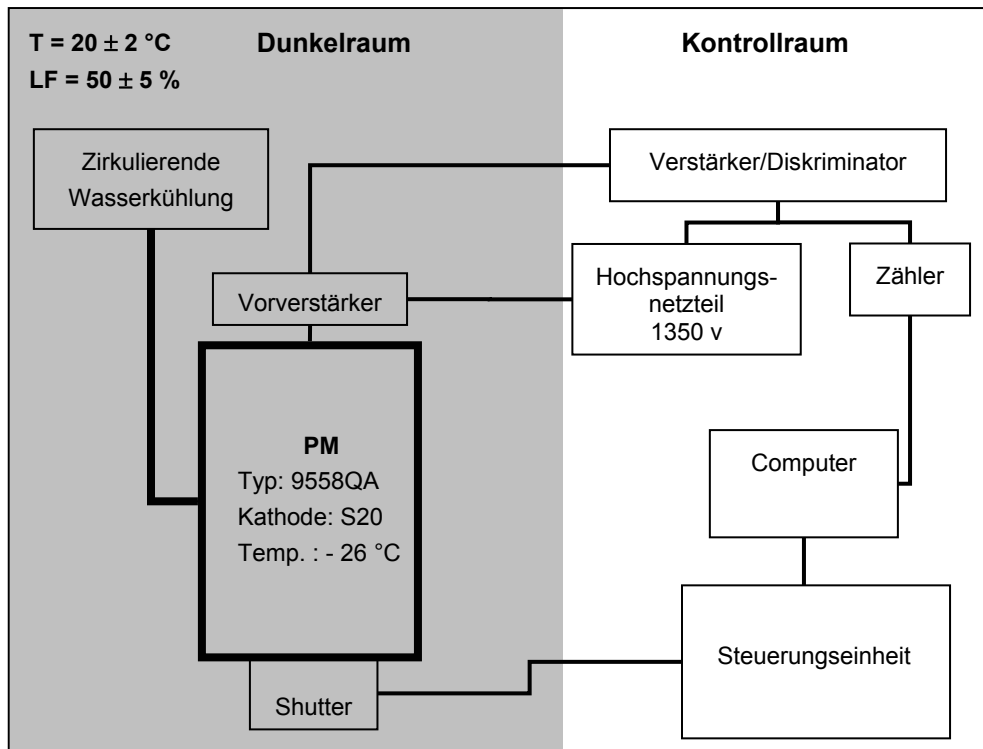 T = 20 ± 2 °C
LF = 50 ± 5 %
Dunkelraum
Kontrollraum
Zirkulierende
Wasserkühlung
Verstärker/Diskriminator
Vorverstärker
Hochspannungs-
netzteil
1350 v
Zähler
PM
Typ: 9558QA
Kathode: S20
Temp. : - 26 °C
Computer
Steuerungseinheit
Shutter